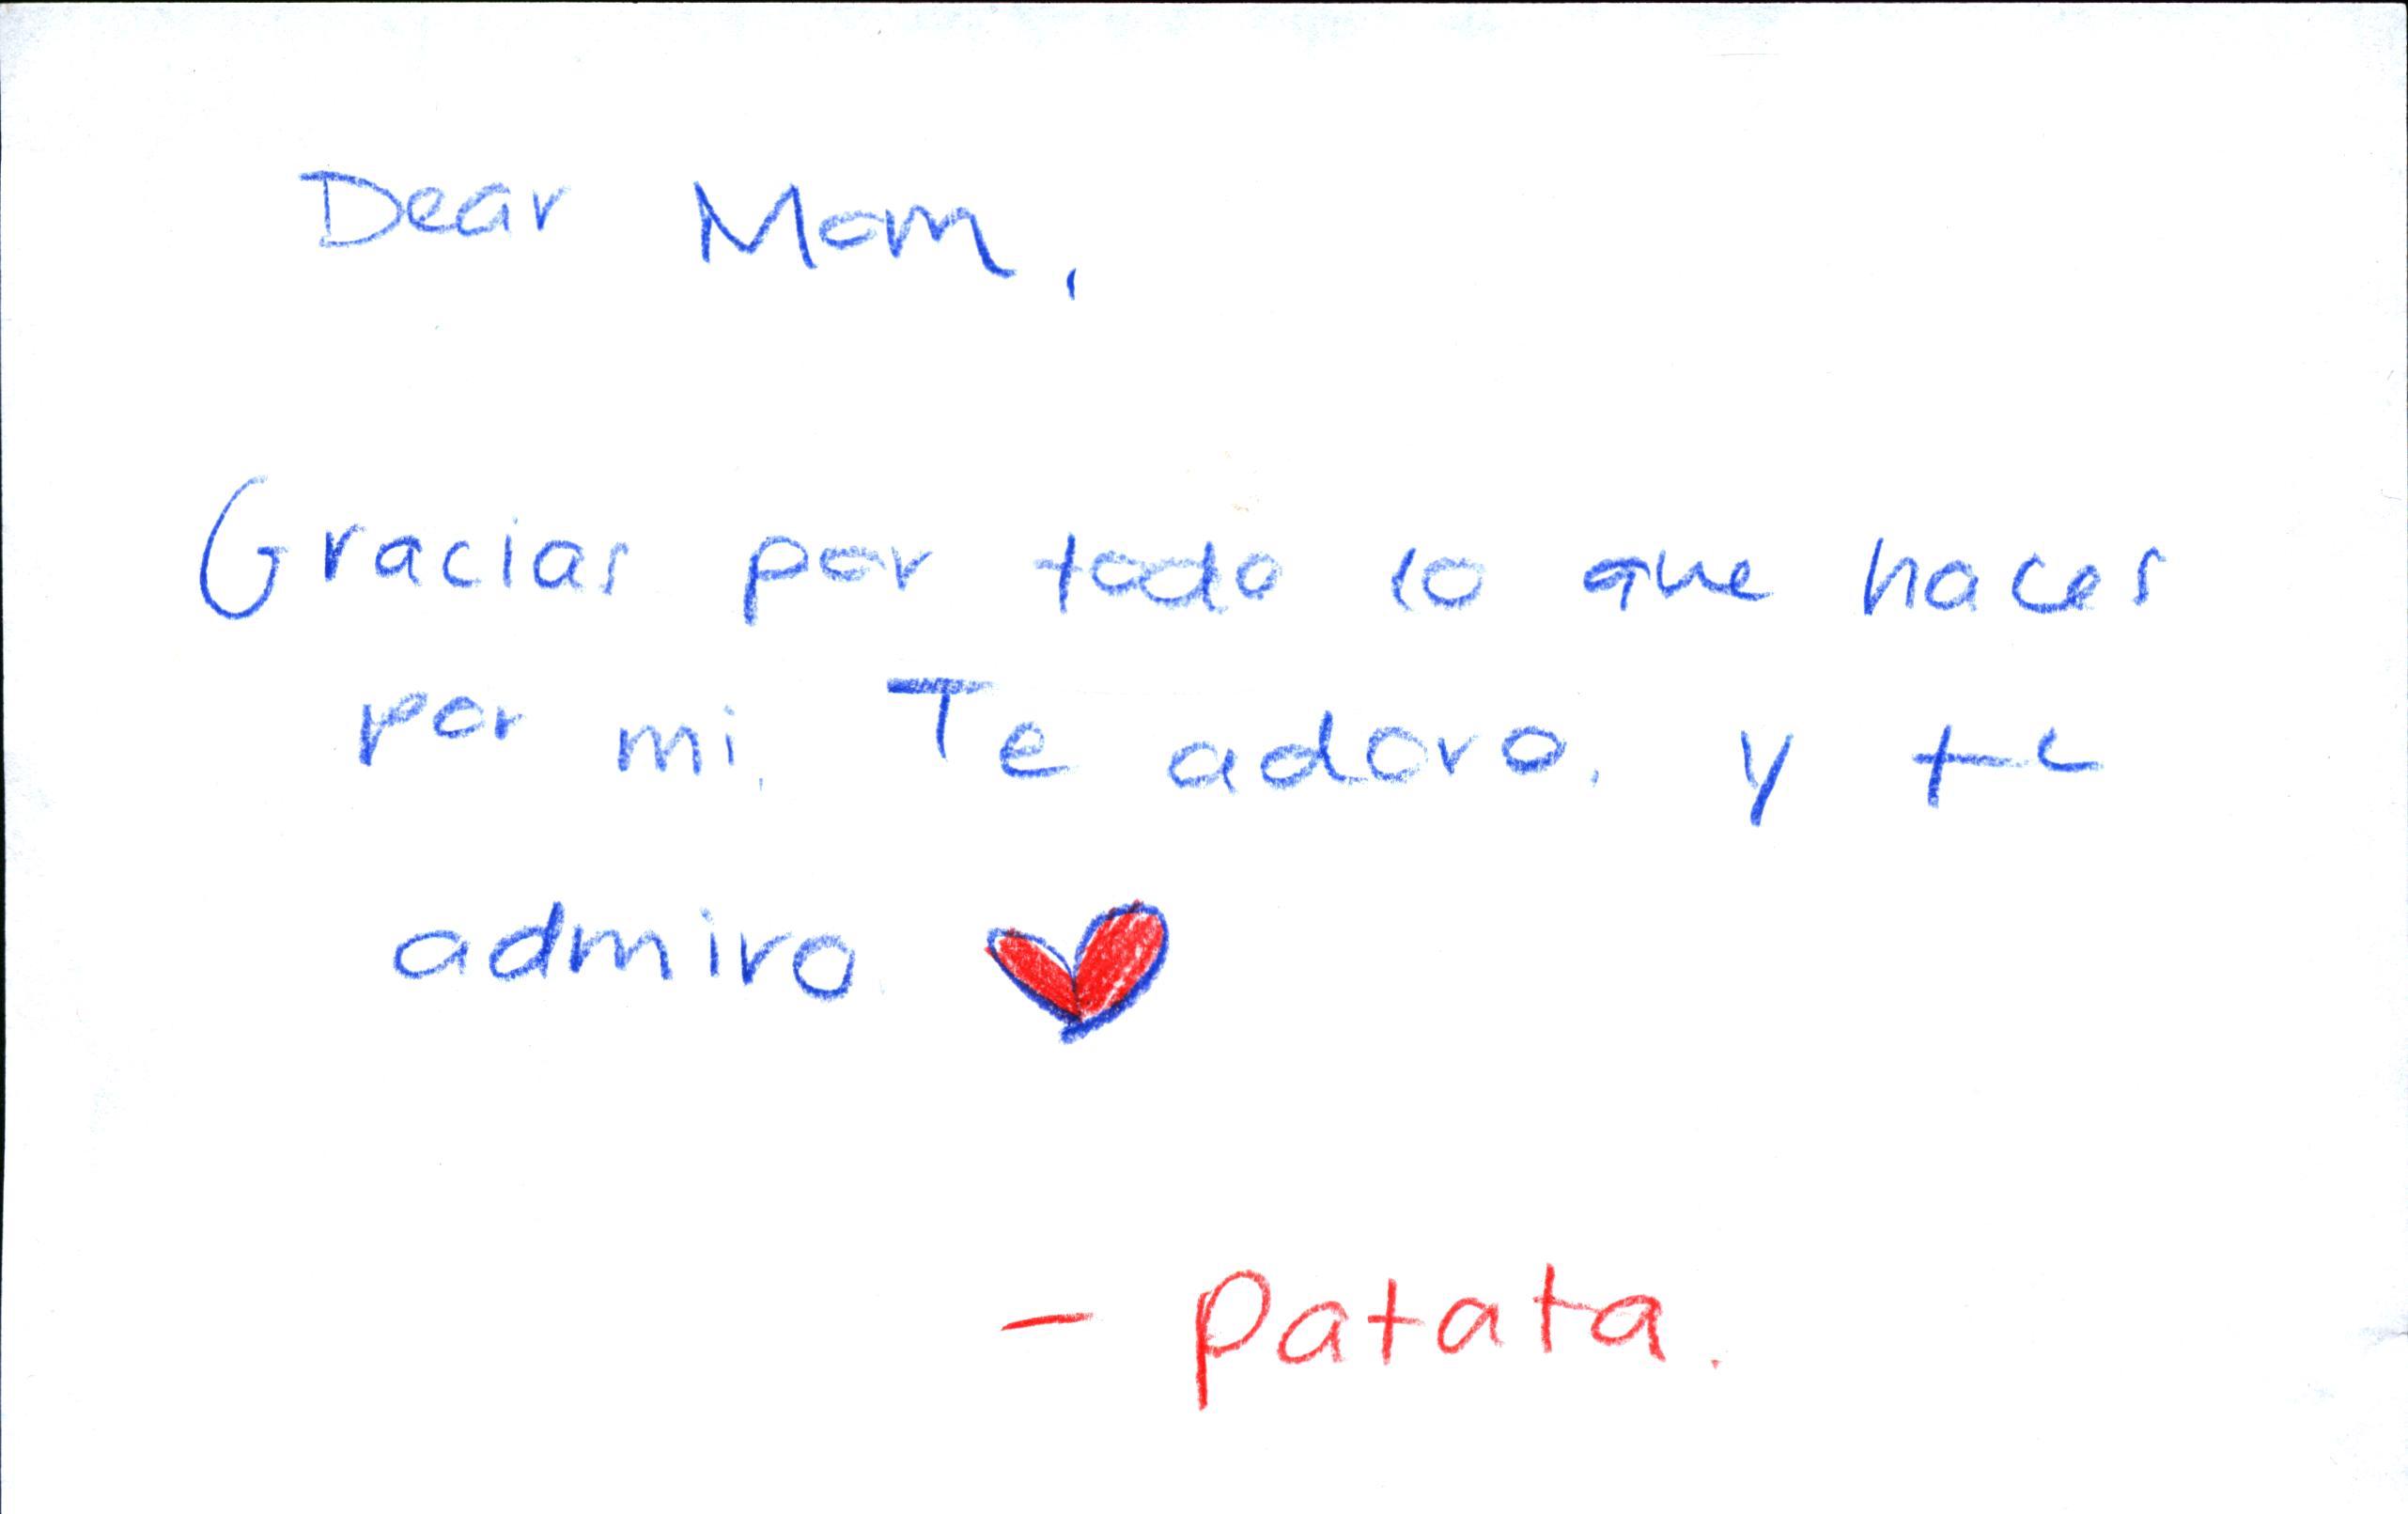 Dear Mom,
Gracias por todo lo que haces
por mi. Te adoro. y te
admiro
- Patata.